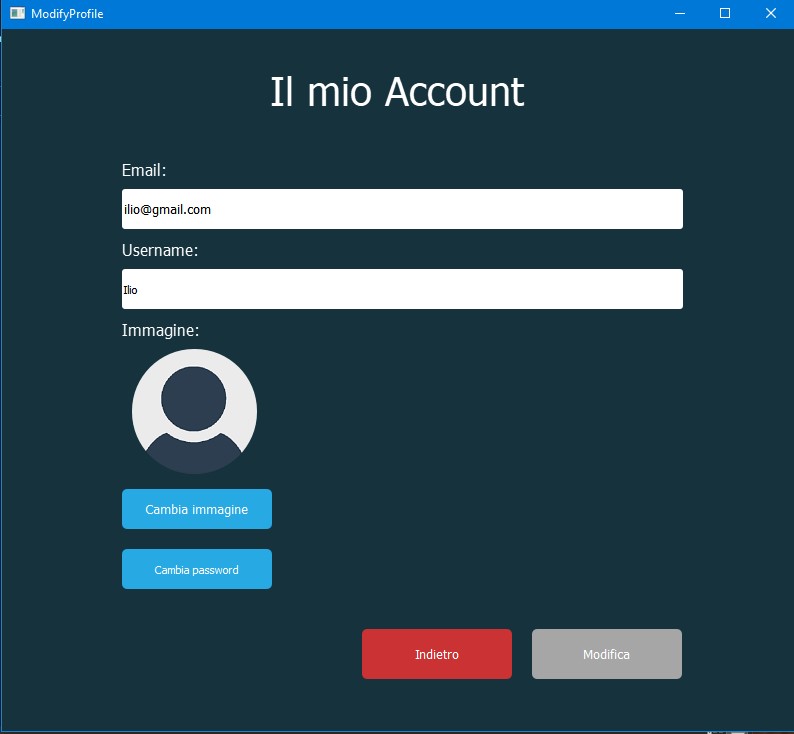 ModifyProfile
Il mio Account
Email:
ilio@gmail.com
Username:
Ilio
Immagine:
Cambia immagine
Cambia password
Indietro
Modifica